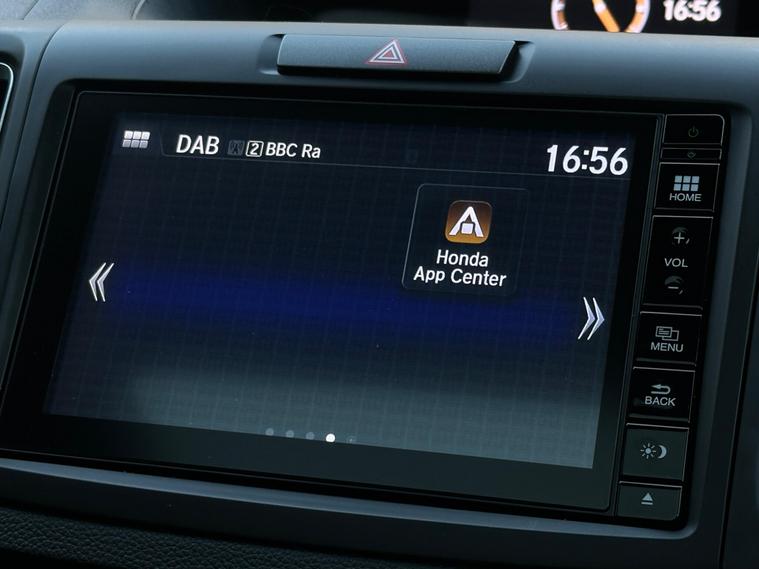 16:56
DAB 2 BBC Ra
16:56
Honda
App Center
HOME
VOL
MENU
BACK